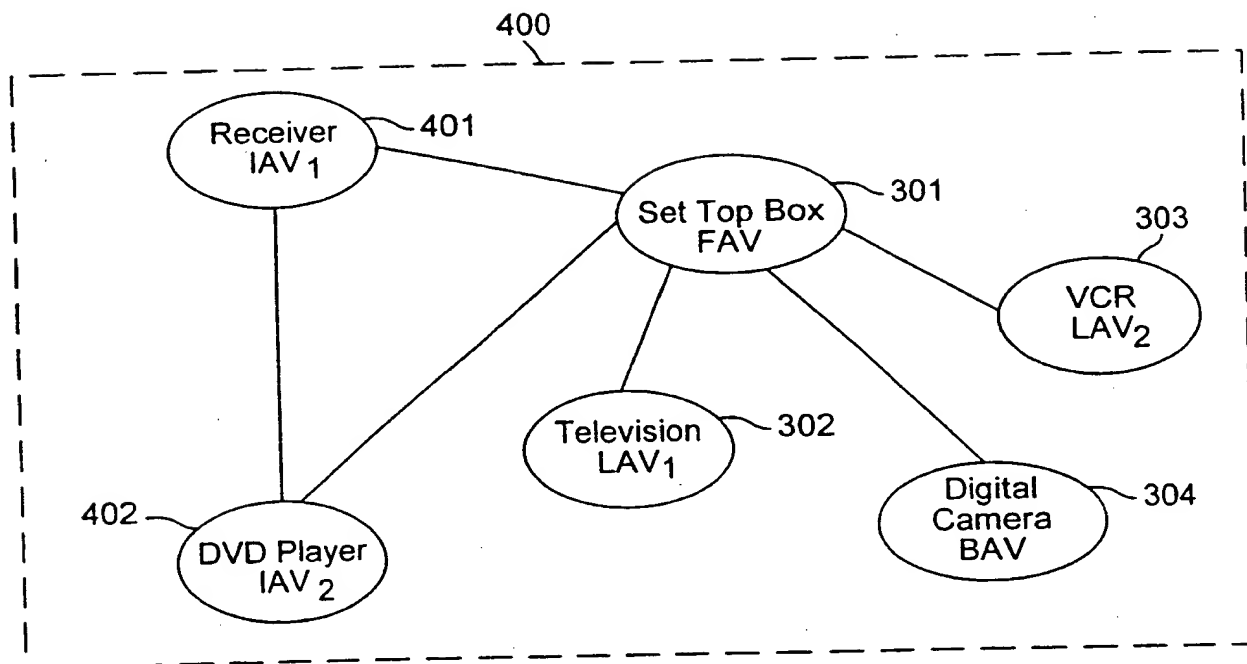 400
Receiver
IAV1
401
Set Top Box
FAV
301
303
VCR
LAV2
Television
LAV1
302
Digital
Camera
BAV
304
402
DVD Player
IAV2